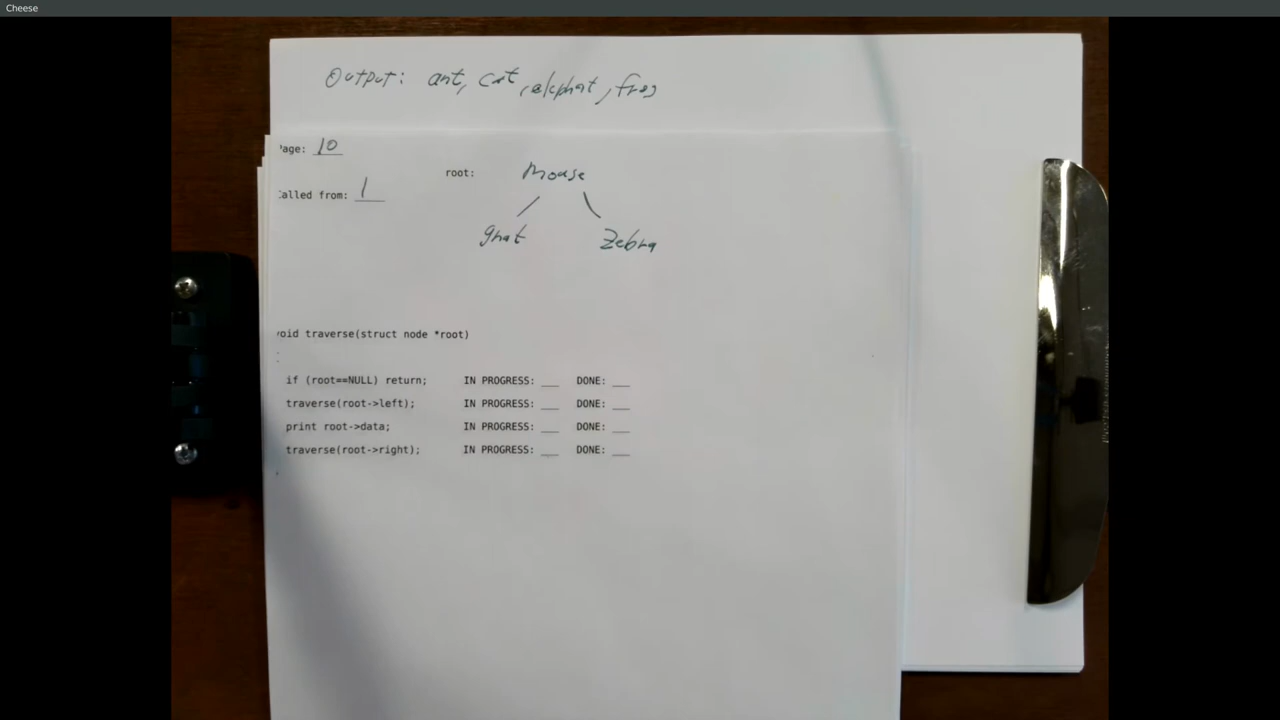 Cheese
Output: ant, cat, elephat, frog
Page: 10
root: Mouse
Called from: 1
gnat Zebra
void traverse(struct node *root)
if (root==NULL) return; IN PROGRESS: ___ DONE: ___
traverse(root->left); IN PROGRESS: ___ DONE: ___
print root->data; IN PROGRESS: ___ DONE: ___
traverse(root->right); IN PROGRESS: ___ DONE: ___